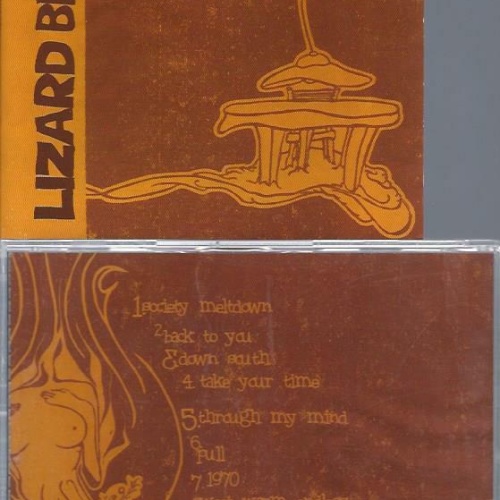 LIZARD
1 society meltdown
2 back to you
3 down south
4 take your time
5 through my mind
6 full
7 1970